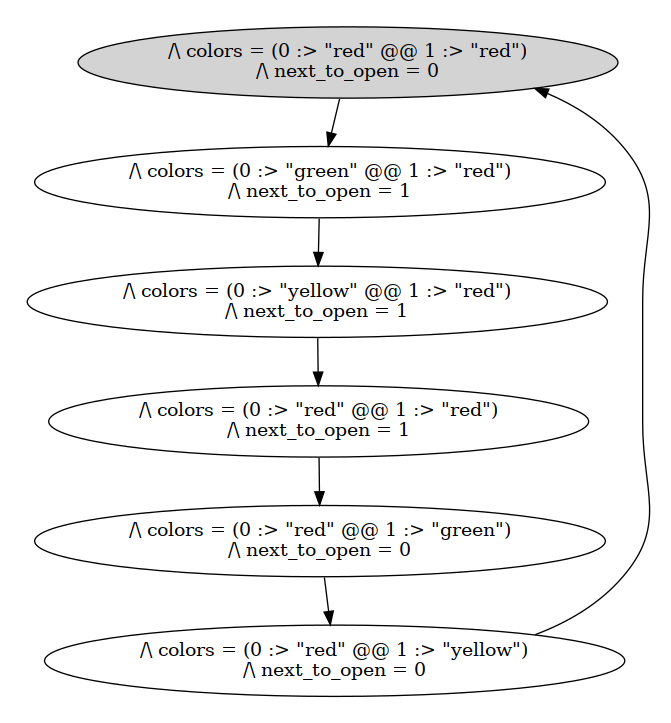 /\ colors = (0 :> "red" @@ 1 :> "red")
/\ next_to_open = 0
/\ colors = (0 :> "green" @@ 1 :> "red")
/\ next_to_open = 1
/\ colors = (0 :> "yellow" @@ 1 :> "red")
/\ next_to_open = 1
/\ colors = (0 :> "red" @@ 1 :> "red")
/\ next_to_open = 1
/\ colors = (0 :> "red" @@ 1 :> "green")
/\ next_to_open = 0
/\ colors = (0 :> "red" @@ 1 :> "yellow")
/\ next_to_open = 0